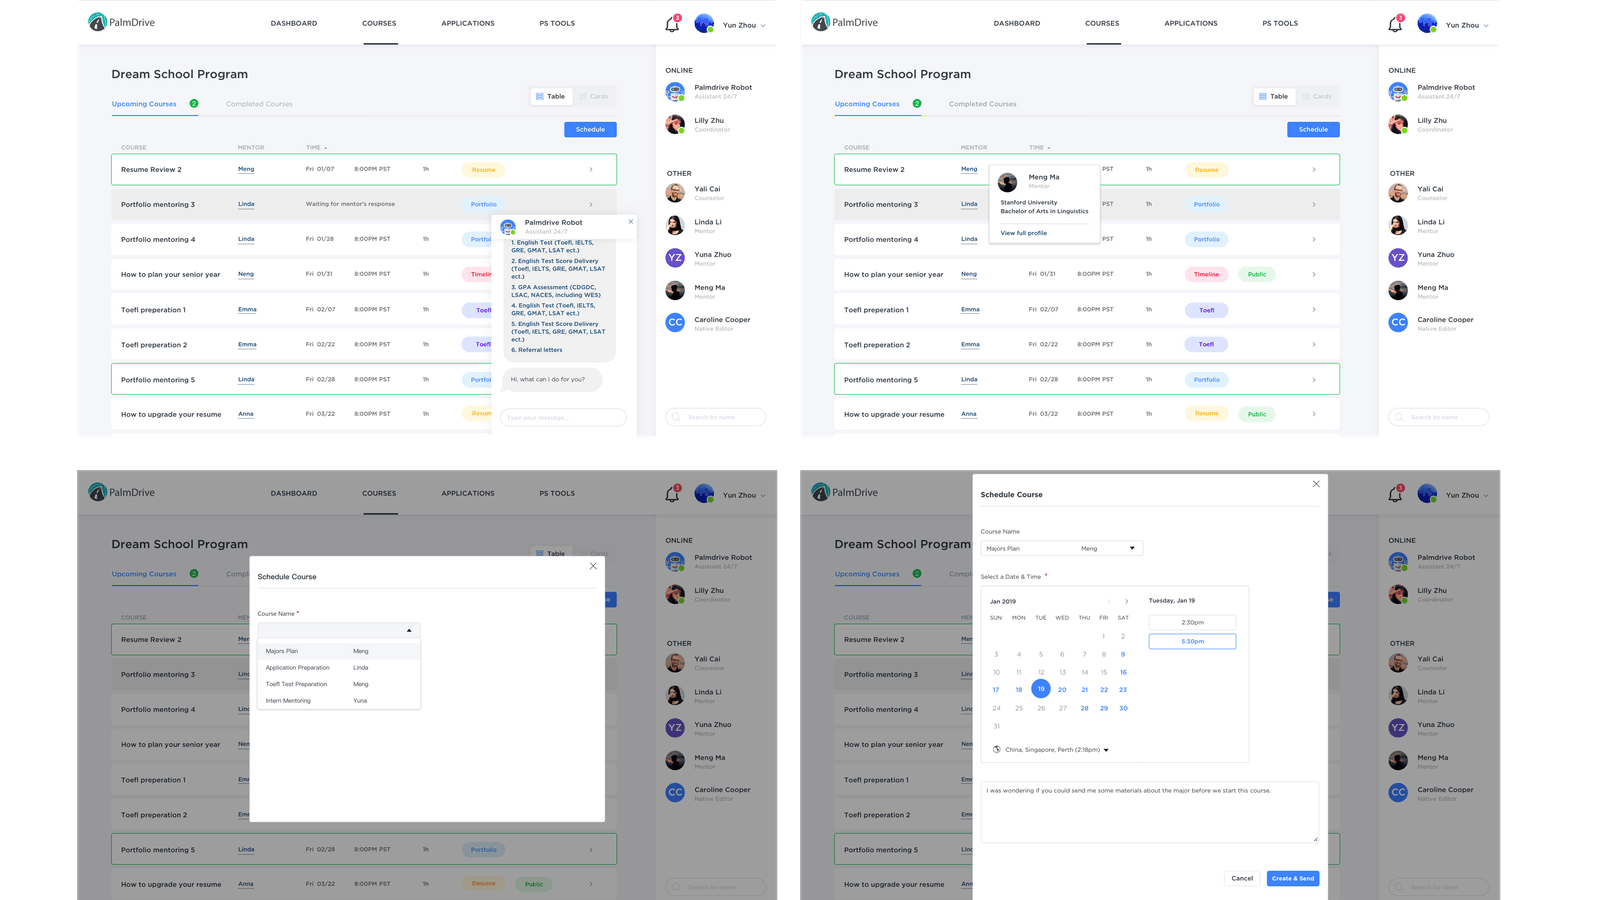 PalmDrive
DASHBOARD COURSES APPLICATIONS PS TOOLS
3
Yun Zhou
Dream School Program
Upcoming Courses 2 Completed Courses
Table Cards
Schedule
COURSE MENTOR TIME
Resume Review 2 Meng Fri 01/07 8:00PM PST 1h Resume
Portfolio mentoring 3 Linda Waiting for mentor's response Portfolio
Portfolio mentoring 4 Linda Fri 01/28 8:00PM PST 1h Portfol
How to plan your senior year Neng Fri 01/31 8:00PM PST 1h Timelin
Toefl preperation 1 Emma Fri 02/07 8:00PM PST 1h Toefl
Toefl preperation 2 Emma Fri 02/22 8:00PM PST 1h Toefl
Portfolio mentoring 5 Linda Fri 02/28 8:00PM PST 1h Portfol
How to upgrade your resume Anna Fri 03/22 8:00PM PST 1h Resum
Palmdrive Robot
Assistant 24/7
1. English Test (Toefl, IELTS,
GRE, GMAT, LSAT ect.)
2. English Test Score Delivery
(Toefl, IELTS, GRE, GMAT, LSAT
ect.)
3. GPA Assessment (CDGDC,
LSAC, NACES, including WES)
4. English Test (Toefl, IELTS,
GRE, GMAT, LSAT ect.)
5. English Test Score Delivery
(Toefl, IELTS, GRE, GMAT, LSAT
ect.)
6. Referral letters
Hi, what can I do for you?
Type your message...
ONLINE
Palmdrive Robot
Assistant 24/7
Lilly Zhu
Coordinator
OTHER
Yali Cai
Counselor
Linda Li
Mentor
YZ Yuna Zhuo
Mentor
Meng Ma
Mentor
CC Caroline Cooper
Native Editor
Search by name
PalmDrive
DASHBOARD COURSES APPLICATIONS PS TOOLS
3
Yun Zhou
Dream School Program
Upcoming Courses 2 Completed Courses
Table Cards
Schedule
COURSE MENTOR TIME
Resume Review 2 Meng PST 1h Resume
Portfolio mentoring 3 Linda Portfolio
Portfolio mentoring 4 Linda PST 1h Portfolio
How to plan your senior year Neng Fri 01/31 8:00PM PST 1h Timeline Public
Toefl preperation 1 Emma Fri 02/07 8:00PM PST 1h Toefl
Toefl preperation 2 Emma Fri 02/22 8:00PM PST 1h Toefl
Portfolio mentoring 5 Linda Fri 02/28 8:00PM PST 1h Portfolio
How to upgrade your resume Anna Fri 03/22 8:00PM PST 1h Resume Public
Meng Ma
Mentor
Stanford University
Bachelor of Arts in Linguistics
View full profile
ONLINE
Palmdrive Robot
Assistant 24/7
Lilly Zhu
Coordinator
OTHER
Yali Cai
Counselor
Linda Li
Mentor
YZ Yuna Zhuo
Mentor
Meng Ma
Mentor
CC Caroline Cooper
Native Editor
Search by name
PalmDrive
DASHBOARD COURSES APPLICATIONS PS TOOLS
3
Yun Zhou
Dream School Program
Upcoming Courses 2
Table Cards
COURSE
Resume Review 2
Portfolio mentoring 3
Portfolio mentoring 4
How to plan your senior year
Toefl preperation 1
Toefl preperation 2
Portfolio mentoring 5 Linda Fri 02/28 8:00PM PST 1h Portfolio
How to upgrade your resume Anna Fri 03/22 8:00PM PST 1h Resume Public
Schedule Course
Course Name *
Majors Plan Meng
Application Preparation Linda
Toefl Test Preparation Meng
Intern Mentoring Yuna
ONLINE
Palmdrive Robot
Assistant 24/7
Lilly Zhu
Coordinator
OTHER
Yali Cai
Counselor
Linda Li
Mentor
YZ Yuna Zhuo
Mentor
Meng Ma
Mentor
CC Caroline Cooper
Native Editor
Search by name
PalmDrive
3
Yun Zhou
Dream School Program
Upcoming Courses
COURSE
Resume Review 2
Portfolio mentoring 3
Portfolio mentoring 4
How to plan your senior year
Toefl preperation 1
Toefl preperation 2
Portfolio mentoring 5
How to upgrade your resume
Schedule Course
Course Name
Majors Plan Meng
Select a Date & Time *
Jan 2019
SUN MON TUE WED THU FRI SAT
1 2
3 4 5 6 7 8 9
10 11 12 13 14 15 16
17 18 19 20 21 22 23
24 25 26 27 28 29 30
31
Tuesday, Jan 19
2:30pm
5:30pm
China, Singapore, Perth (2:18pm)
I was wondering if you could send me some materials about the major before we start this course.
Cancel Create & Send
ONLINE
Palmdrive Robot
Assistant 24/7
Lilly Zhu
Coordinator
OTHER
Yali Cai
Counselor
Linda Li
Mentor
YZ Yuna Zhuo
Mentor
Meng Ma
Mentor
CC Caroline Cooper
Native Editor
Search by name